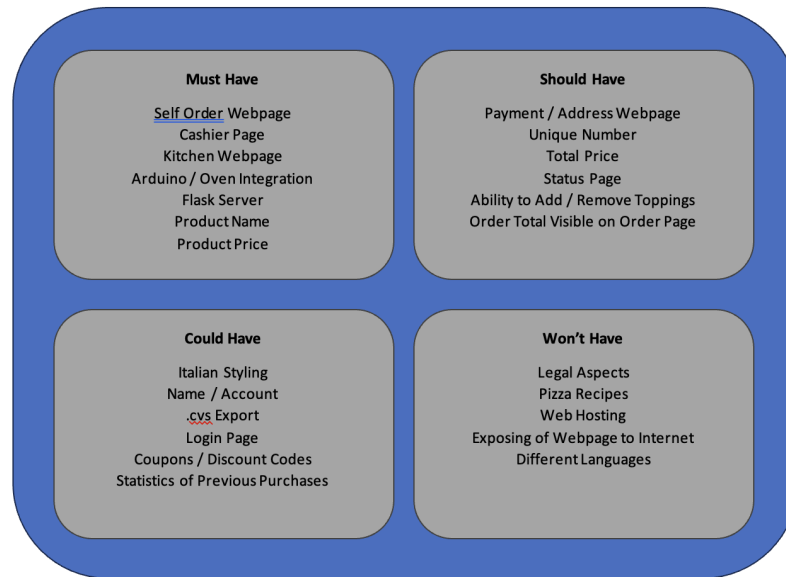 Must Have
Self Order Webpage
Cashier Page
Kitchen Webpage
Arduino / Oven Integration
Flask Server
Product Name
Product Price
Should Have
Payment / Address Webpage
Unique Number
Total Price
Status Page
Ability to Add / Remove Toppings
Order Total Visible on Order Page
Could Have
Italian Styling
Name / Account
.cvs Export
Login Page
Coupons / Discount Codes
Statistics of Previous Purchases
Won’t Have
Legal Aspects
Pizza Recipes
Web Hosting
Exposing of Webpage to Internet
Different Languages